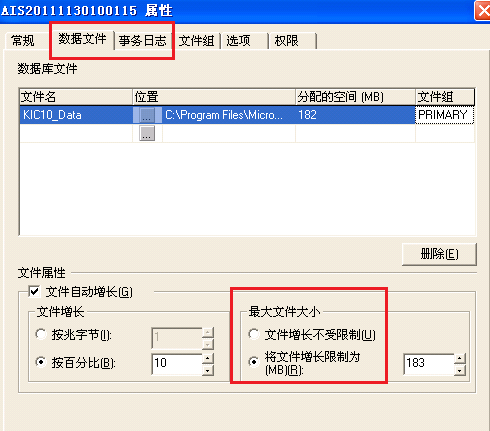 AIS20111130100115 属性
常规 数据文件 事务日志 文件组 选项 权限
数据库文件
文件名 位置 分配的空间 (MB) 文件组
KIC10_Data ... C:\Program Files\Micro... 182 PRIMARY
...
删除(E)
文件属性
文件自动增长(G)
文件增长 最大文件大小
按兆字节(I): 1 文件增长不受限制(U)
按百分比(B): 10 将文件增长限制为 183
(MB)(R):